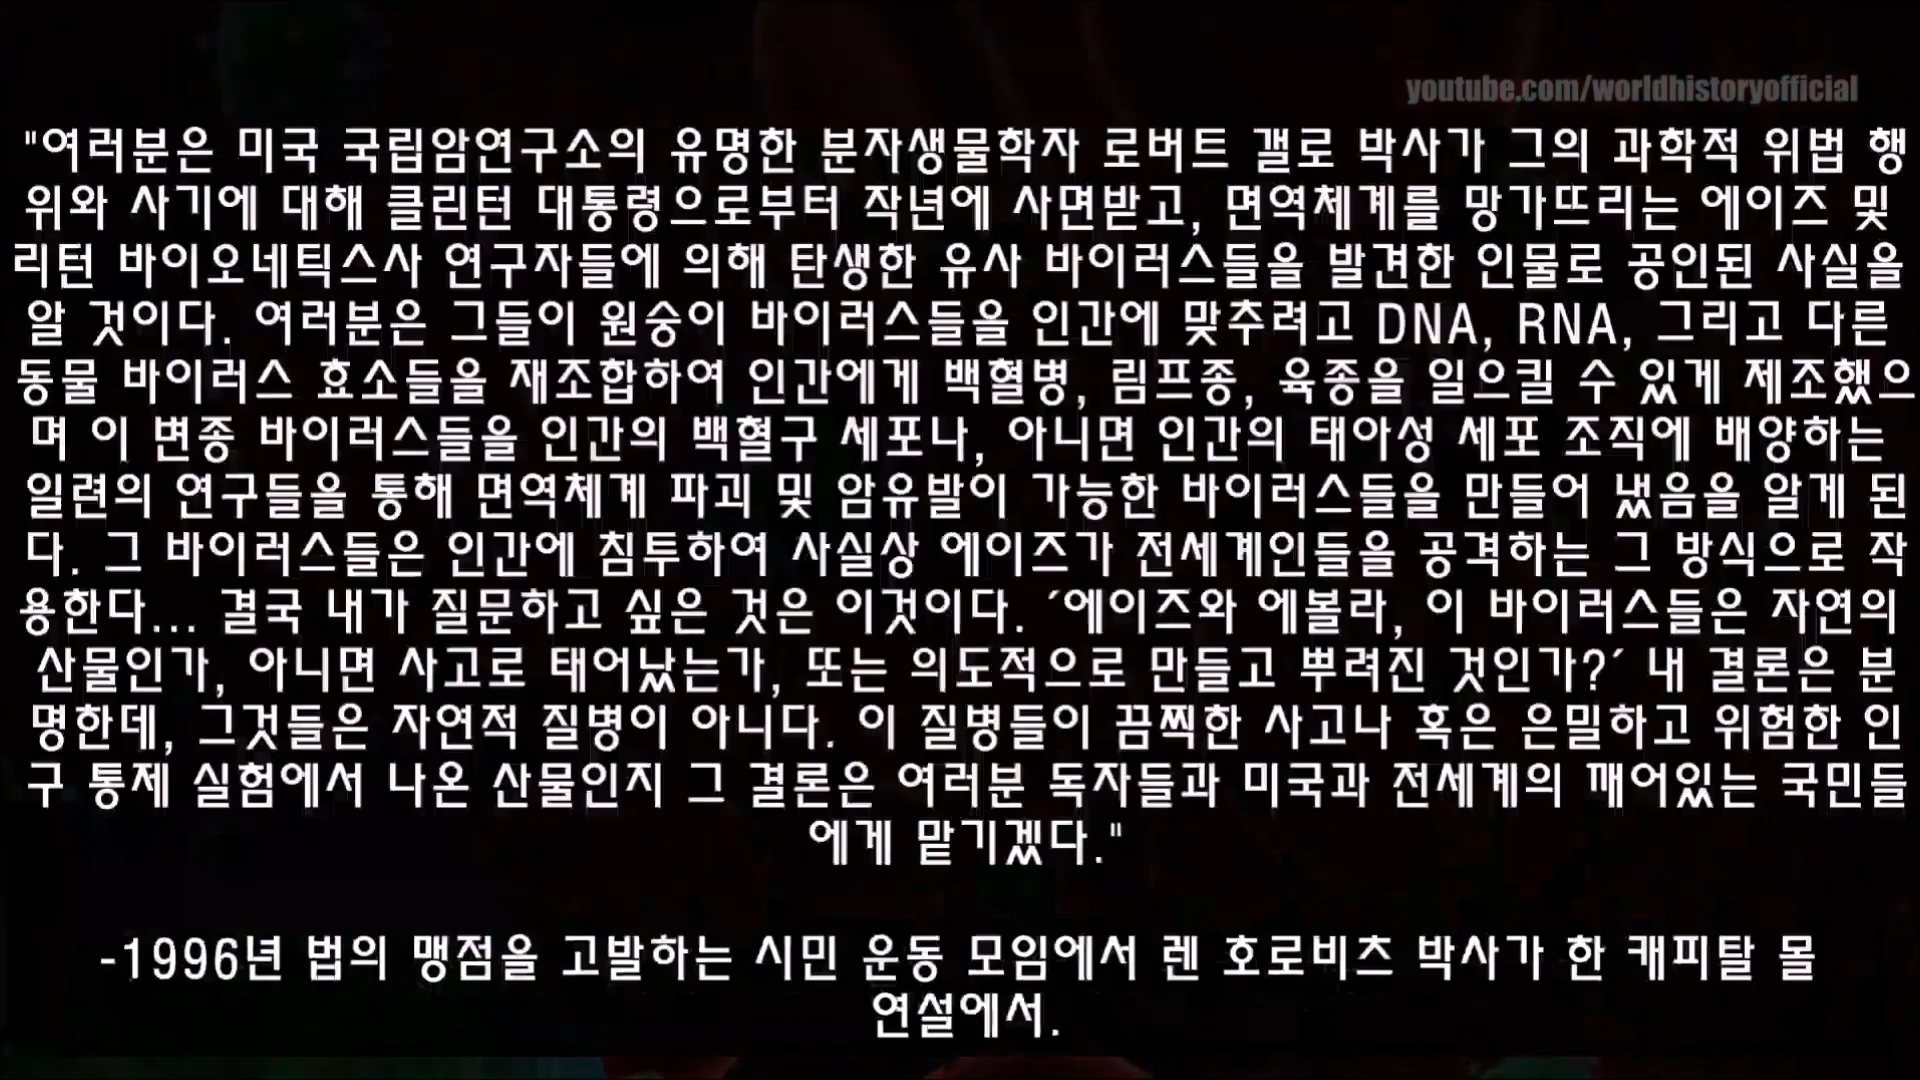 youtube.com/worldhistoryofficial
"여러분은 미국 국립암연구소의 유명한 분자생물학자 로버트 갤로 박사가 그의 과학적 위법 행
위와 사기에 대해 클린턴 대통령으로부터 작년에 사면받고, 면역체계를 망가뜨리는 에이즈 및
리턴 바이오네틱스사 연구자들에 의해 탄생한 유사 바이러스들을 발견한 인물로 공인된 사실을
알 것이다. 여러분은 그들이 원숭이 바이러스들을 인간에 맞추려고 DNA, RNA, 그리고 다른
동물 바이러스 효소들을 재조합하여 인간에게 백혈병, 림프종, 육종을 일으킬 수 있게 제조했으
며 이 변종 바이러스들을 인간의 백혈구 세포나, 아니면 인간의 태아성 세포 조직에 배양하는
일련의 연구들을 통해 면역체계 파괴 및 암유발이 가능한 바이러스들을 만들어 냈음을 알게 된
다. 그 바이러스들은 인간에 침투하여 사실상 에이즈가 전세계인들을 공격하는 그 방식으로 작
용한다... 결국 내가 질문하고 싶은 것은 이것이다. ´에이즈와 에볼라, 이 바이러스들은 자연의
산물인가, 아니면 사고로 태어났는가, 또는 의도적으로 만들고 뿌려진 것인가?´ 내 결론은 분
명한데, 그것들은 자연적 질병이 아니다. 이 질병들이 끔찍한 사고나 혹은 은밀하고 위험한 인
구 통제 실험에서 나온 산물인지 그 결론은 여러분 독자들과 미국과 전세계의 깨어있는 국민들
에게 맡기겠다."
-1996년 법의 맹점을 고발하는 시민 운동 모임에서 렌 호로비츠 박사가 한 캐피탈 몰
연설에서.